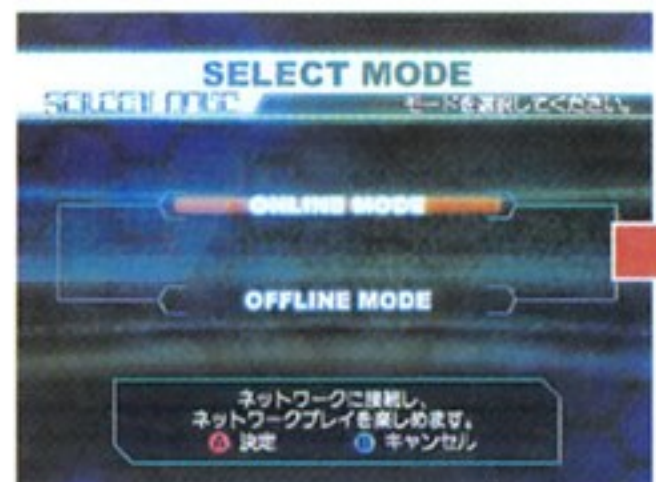 SELECT MODE
SELECT MODE
モードを選択してください。
ONLINE MODE
OFFLINE MODE
ネットワークに接続し、
ネットワークプレイを楽しめます。
Ⓐ 決定 Ⓑ キャンセル